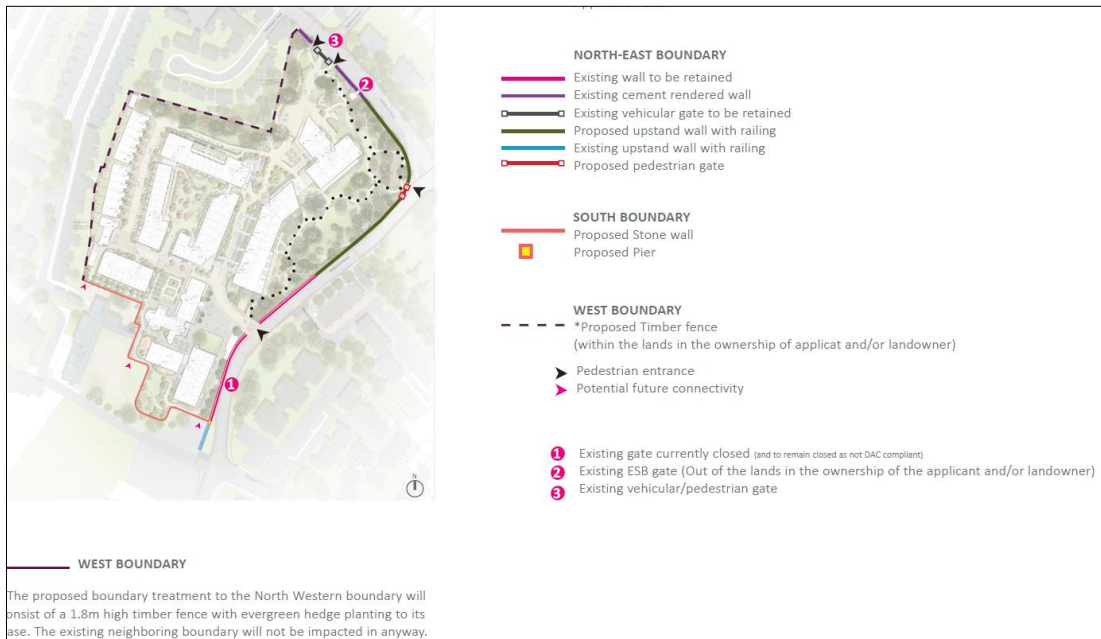 NORTH-EAST BOUNDARY
Existing wall to be retained
Existing cement rendered wall
Existing vehicular gate to be retained
Proposed upstand wall with railing
Existing upstand wall with railing
Proposed pedestrian gate
SOUTH BOUNDARY
Proposed Stone wall
Proposed Pier
WEST BOUNDARY
*Proposed Timber fence
(within the lands in the ownership of applicat and/or landowner)
Pedestrian entrance
Potential future connectivity
1 Existing gate currently closed (and to remain closed as not DAC compliant)
2 Existing ESB gate (Out of the lands in the ownership of the applicant and/or landowner)
3 Existing vehicular/pedestrian gate
3
2
1
N
WEST BOUNDARY
The proposed boundary treatment to the North Western boundary will
onsist of a 1.8m high timber fence with evergreen hedge planting to its
ase. The existing neighboring boundary will not be impacted in anyway.